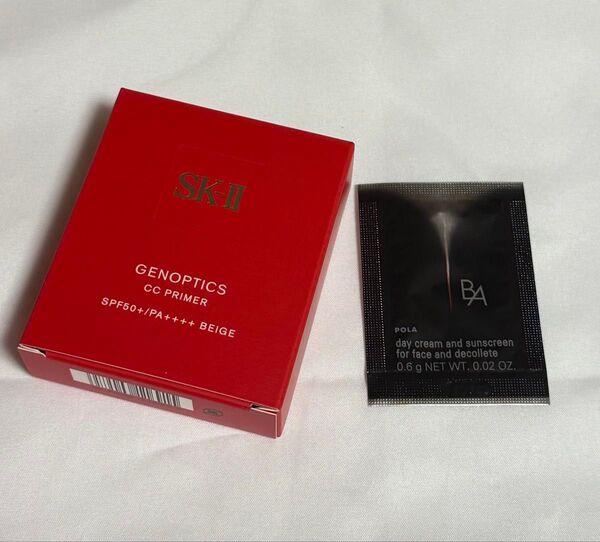 SK-II
GENOPTICS
CC PRIMER
SPF50+/PA++++ BEIGE
BA
POLA
day cream and sunscreen
for face and decollete
0.6 g NET WT. 0.02 OZ.